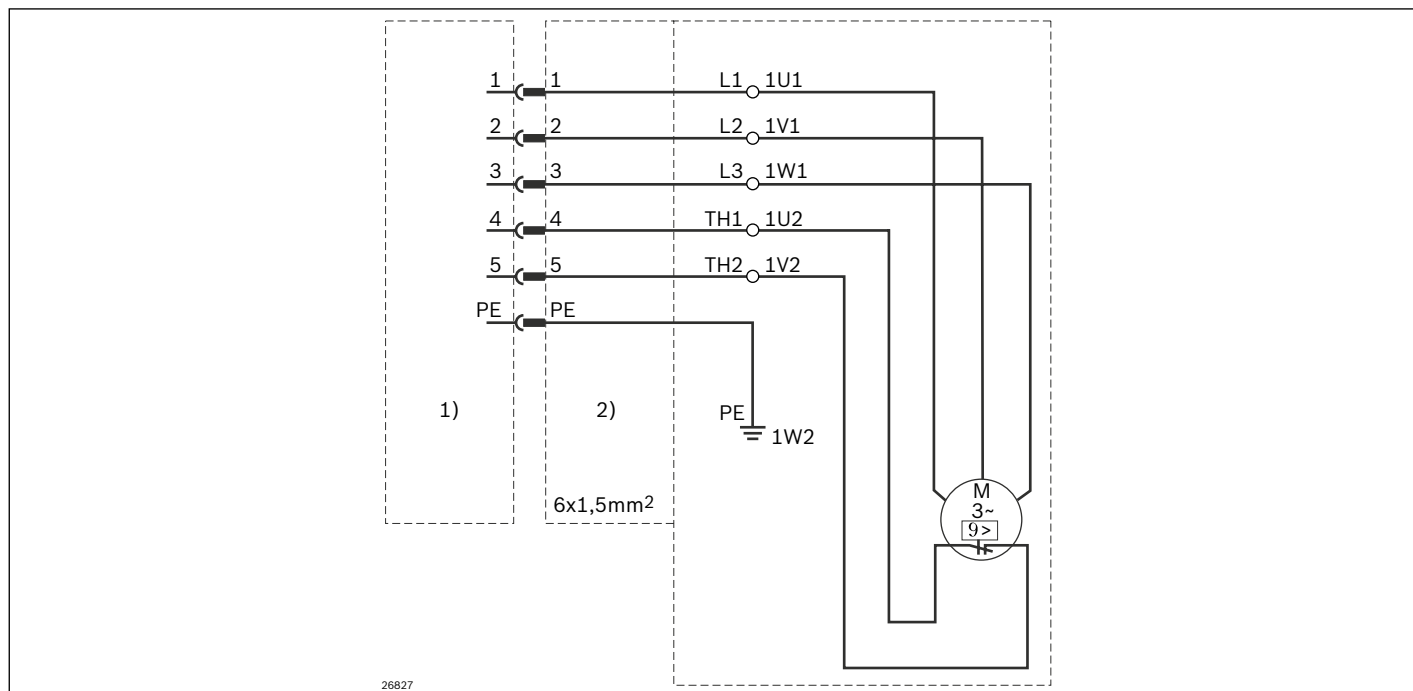 1 1 L1 1U1
2 2 L2 1V1
3 3 L3 1W1
4 4 TH1 1U2
5 5 TH2 1V2
PE PE
1) 2) PE
1W2
M
3~
9>
6x1,5mm²
26827